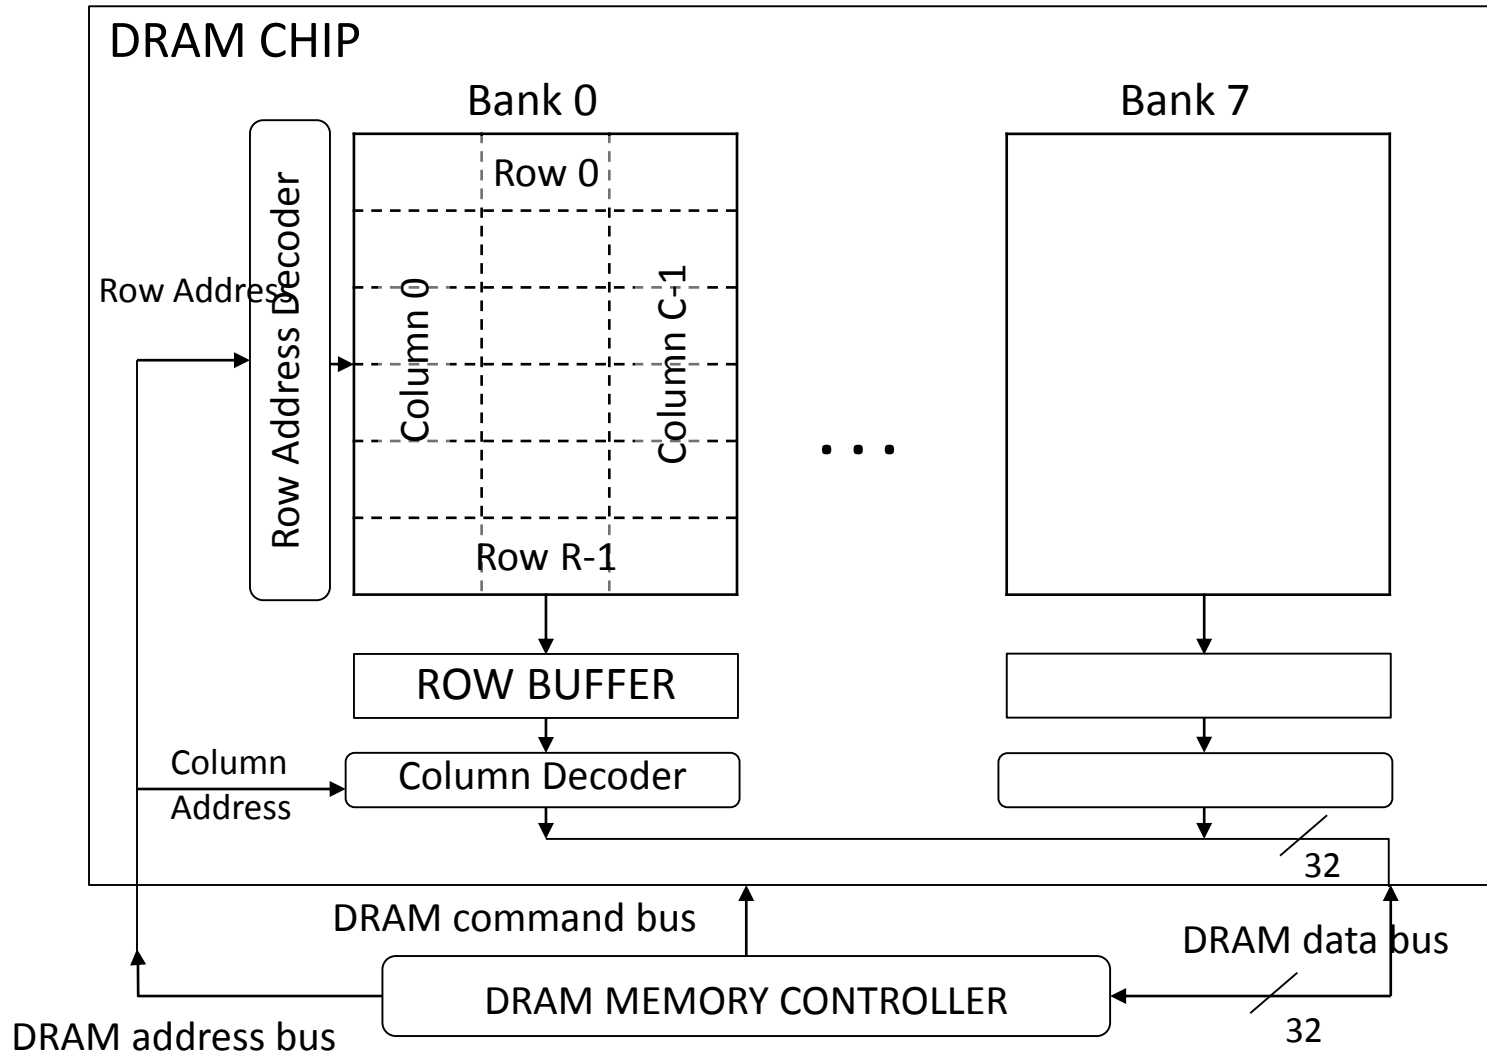 DRAM CHIP
Bank 0
Bank 7
Row 0
Row Address Decoder
Row Address
Column 0
Column C-1
. . .
Row R-1
ROW BUFFER
Column
Address
Column Decoder
32
DRAM command bus
DRAM data bus
DRAM MEMORY CONTROLLER
32
DRAM address bus